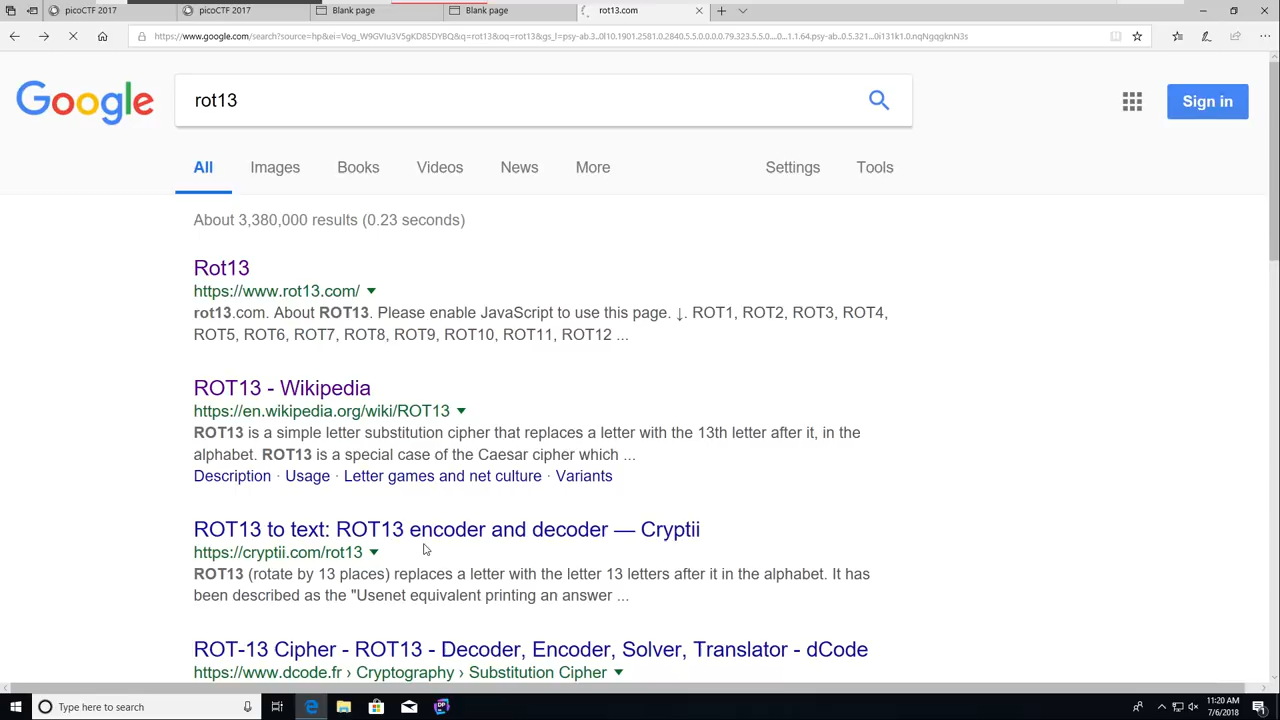 picoCTF 2017
picoCTF 2017
Blank page
Blank page
rot13.com
Google
rot13
Sign in
All
Images
Books
Videos
News
More
Settings
Tools
About 3,380,000 results (0.23 seconds)
Rot13
https://www.rot13.com/
rot13.com. About ROT13. Please enable JavaScript to use this page. ↓. ROT1, ROT2, ROT3, ROT4,
ROT5, ROT6, ROT7, ROT8, ROT9, ROT10, ROT11, ROT12 ...
ROT13 - Wikipedia
https://en.wikipedia.org/wiki/ROT13
ROT13 is a simple letter substitution cipher that replaces a letter with the 13th letter after it, in the
alphabet. ROT13 is a special case of the Caesar cipher which ...
Description · Usage · Letter games and net culture · Variants
ROT13 to text: ROT13 encoder and decoder — Cryptii
https://cryptii.com/rot13
ROT13 (rotate by 13 places) replaces a letter with the letter 13 letters after it in the alphabet. It has
been described as the "Usenet equivalent printing an answer ...
ROT-13 Cipher - ROT13 - Decoder, Encoder, Solver, Translator - dCode
https://www.dcode.fr › Cryptography › Substitution Cipher
Type here to search
11:20 AM
7/6/2018